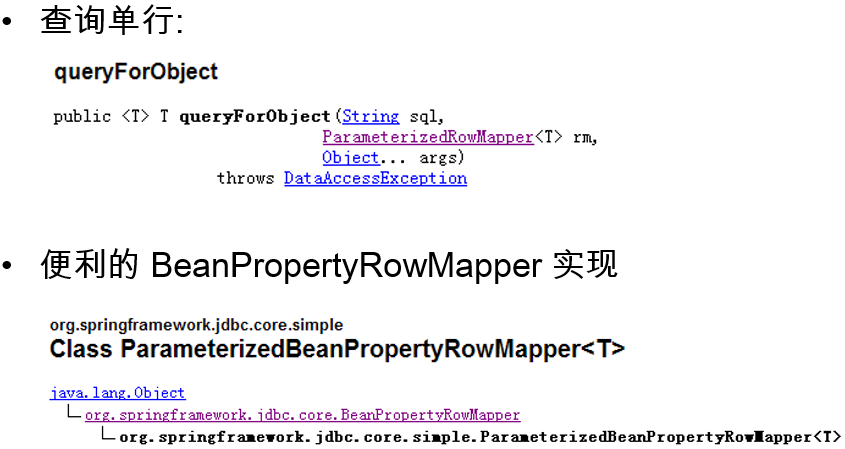 • 查询单行:
queryForObject
public <T> T queryForObject(String sql,
ParameterizedRowMapper<T> rm,
Object... args)
throws DataAccessException
• 便利的 BeanPropertyRowMapper 实现
org.springframework.jdbc.core.simple
Class ParameterizedBeanPropertyRowMapper<T>
java.lang.Object
org.springframework.jdbc.core.BeanPropertyRowMapper
org.springframework.jdbc.core.simple.ParameterizedBeanPropertyRowMapper<T>